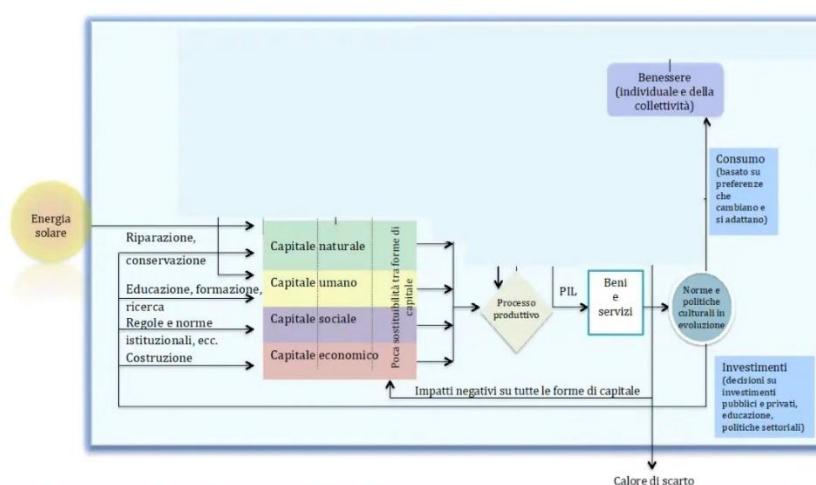 Benessere
(individuale e della
collettività)
Consumo
(basato su
preferenze
che
cambiano e
si adattano)
Energia
solare
Riparazione,
conservazione
Educazione, formazione,
ricerca
Regole e norme
istituzionali, ecc.
Costruzione
Capitale naturale
Capitale umano
Capitale sociale
Capitale economico
Poca sostituibilità tra forme di
capitale
Processo
produttivo
PIL
Beni
e
servizi
Norme e
politiche
culturali in
evoluzione
Impatti negativi su tutte le forme di capitale
Investimenti
(decisioni su
investimenti
pubblici e privati,
educazione,
politiche settoriali)
Calore di scarto